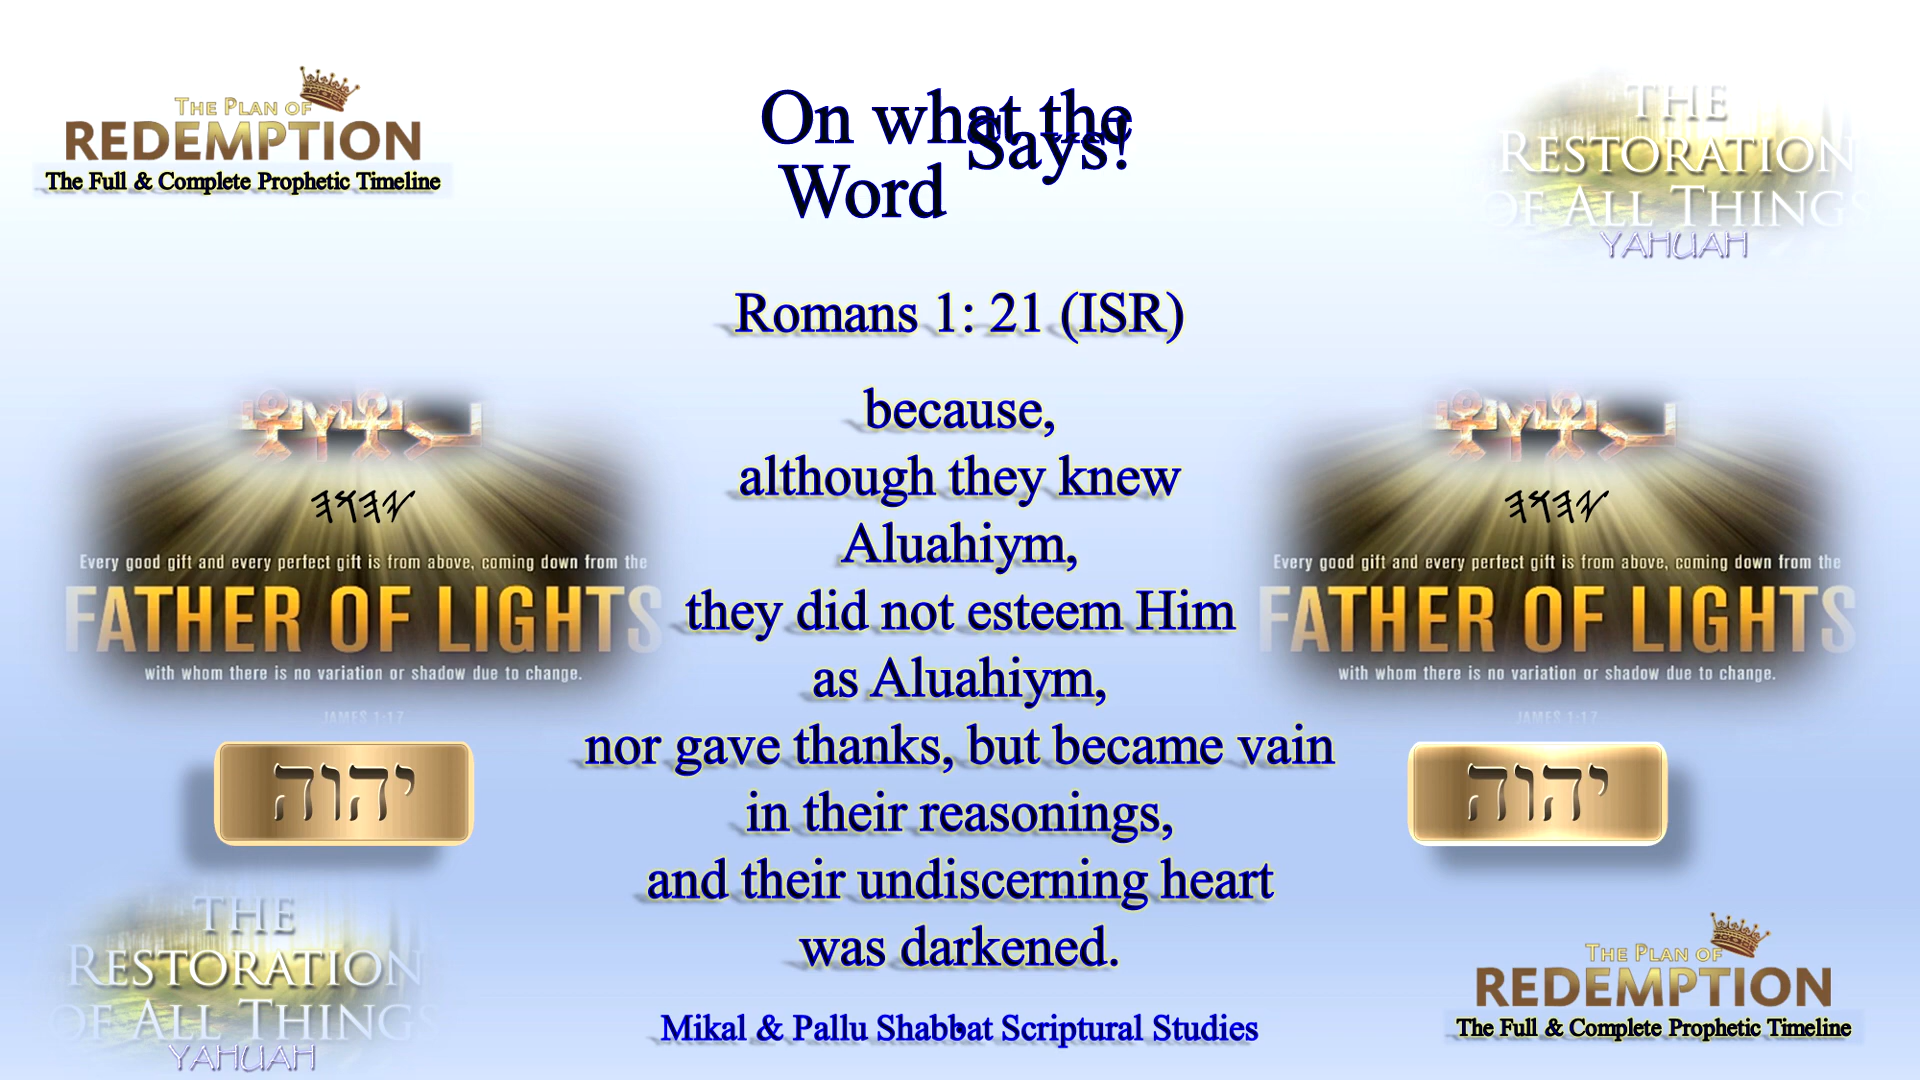 THE PLAN OF
REDEMPTION
The Full & Complete Prophetic Timeline
On what the
Word
Says!
THE
RESTORATION
OF ALL THINGS
YAHUAH
Romans 1: 21 (ISR)
because,
although they knew
Aluahiym,
they did not esteem Him
as Aluahiym,
nor gave thanks, but became vain
in their reasonings,
and their undiscerning heart
was darkened.
Mikal & Pallu Shabbat Scriptural Studies
𐤉𐤄𐤅𐤄
Every good gift and every perfect gift is from above, coming down from the
FATHER OF LIGHTS
with whom there is no variation or shadow due to change.
JAMES 1:17
יהוה
THE
RESTORATION
OF ALL THINGS
YAHUAH
𐤉𐤄𐤅𐤄
Every good gift and every perfect gift is from above, coming down from the
FATHER OF LIGHTS
with whom there is no variation or shadow due to change.
JAMES 1:17
יהוה
THE PLAN OF
REDEMPTION
The Full & Complete Prophetic Timeline